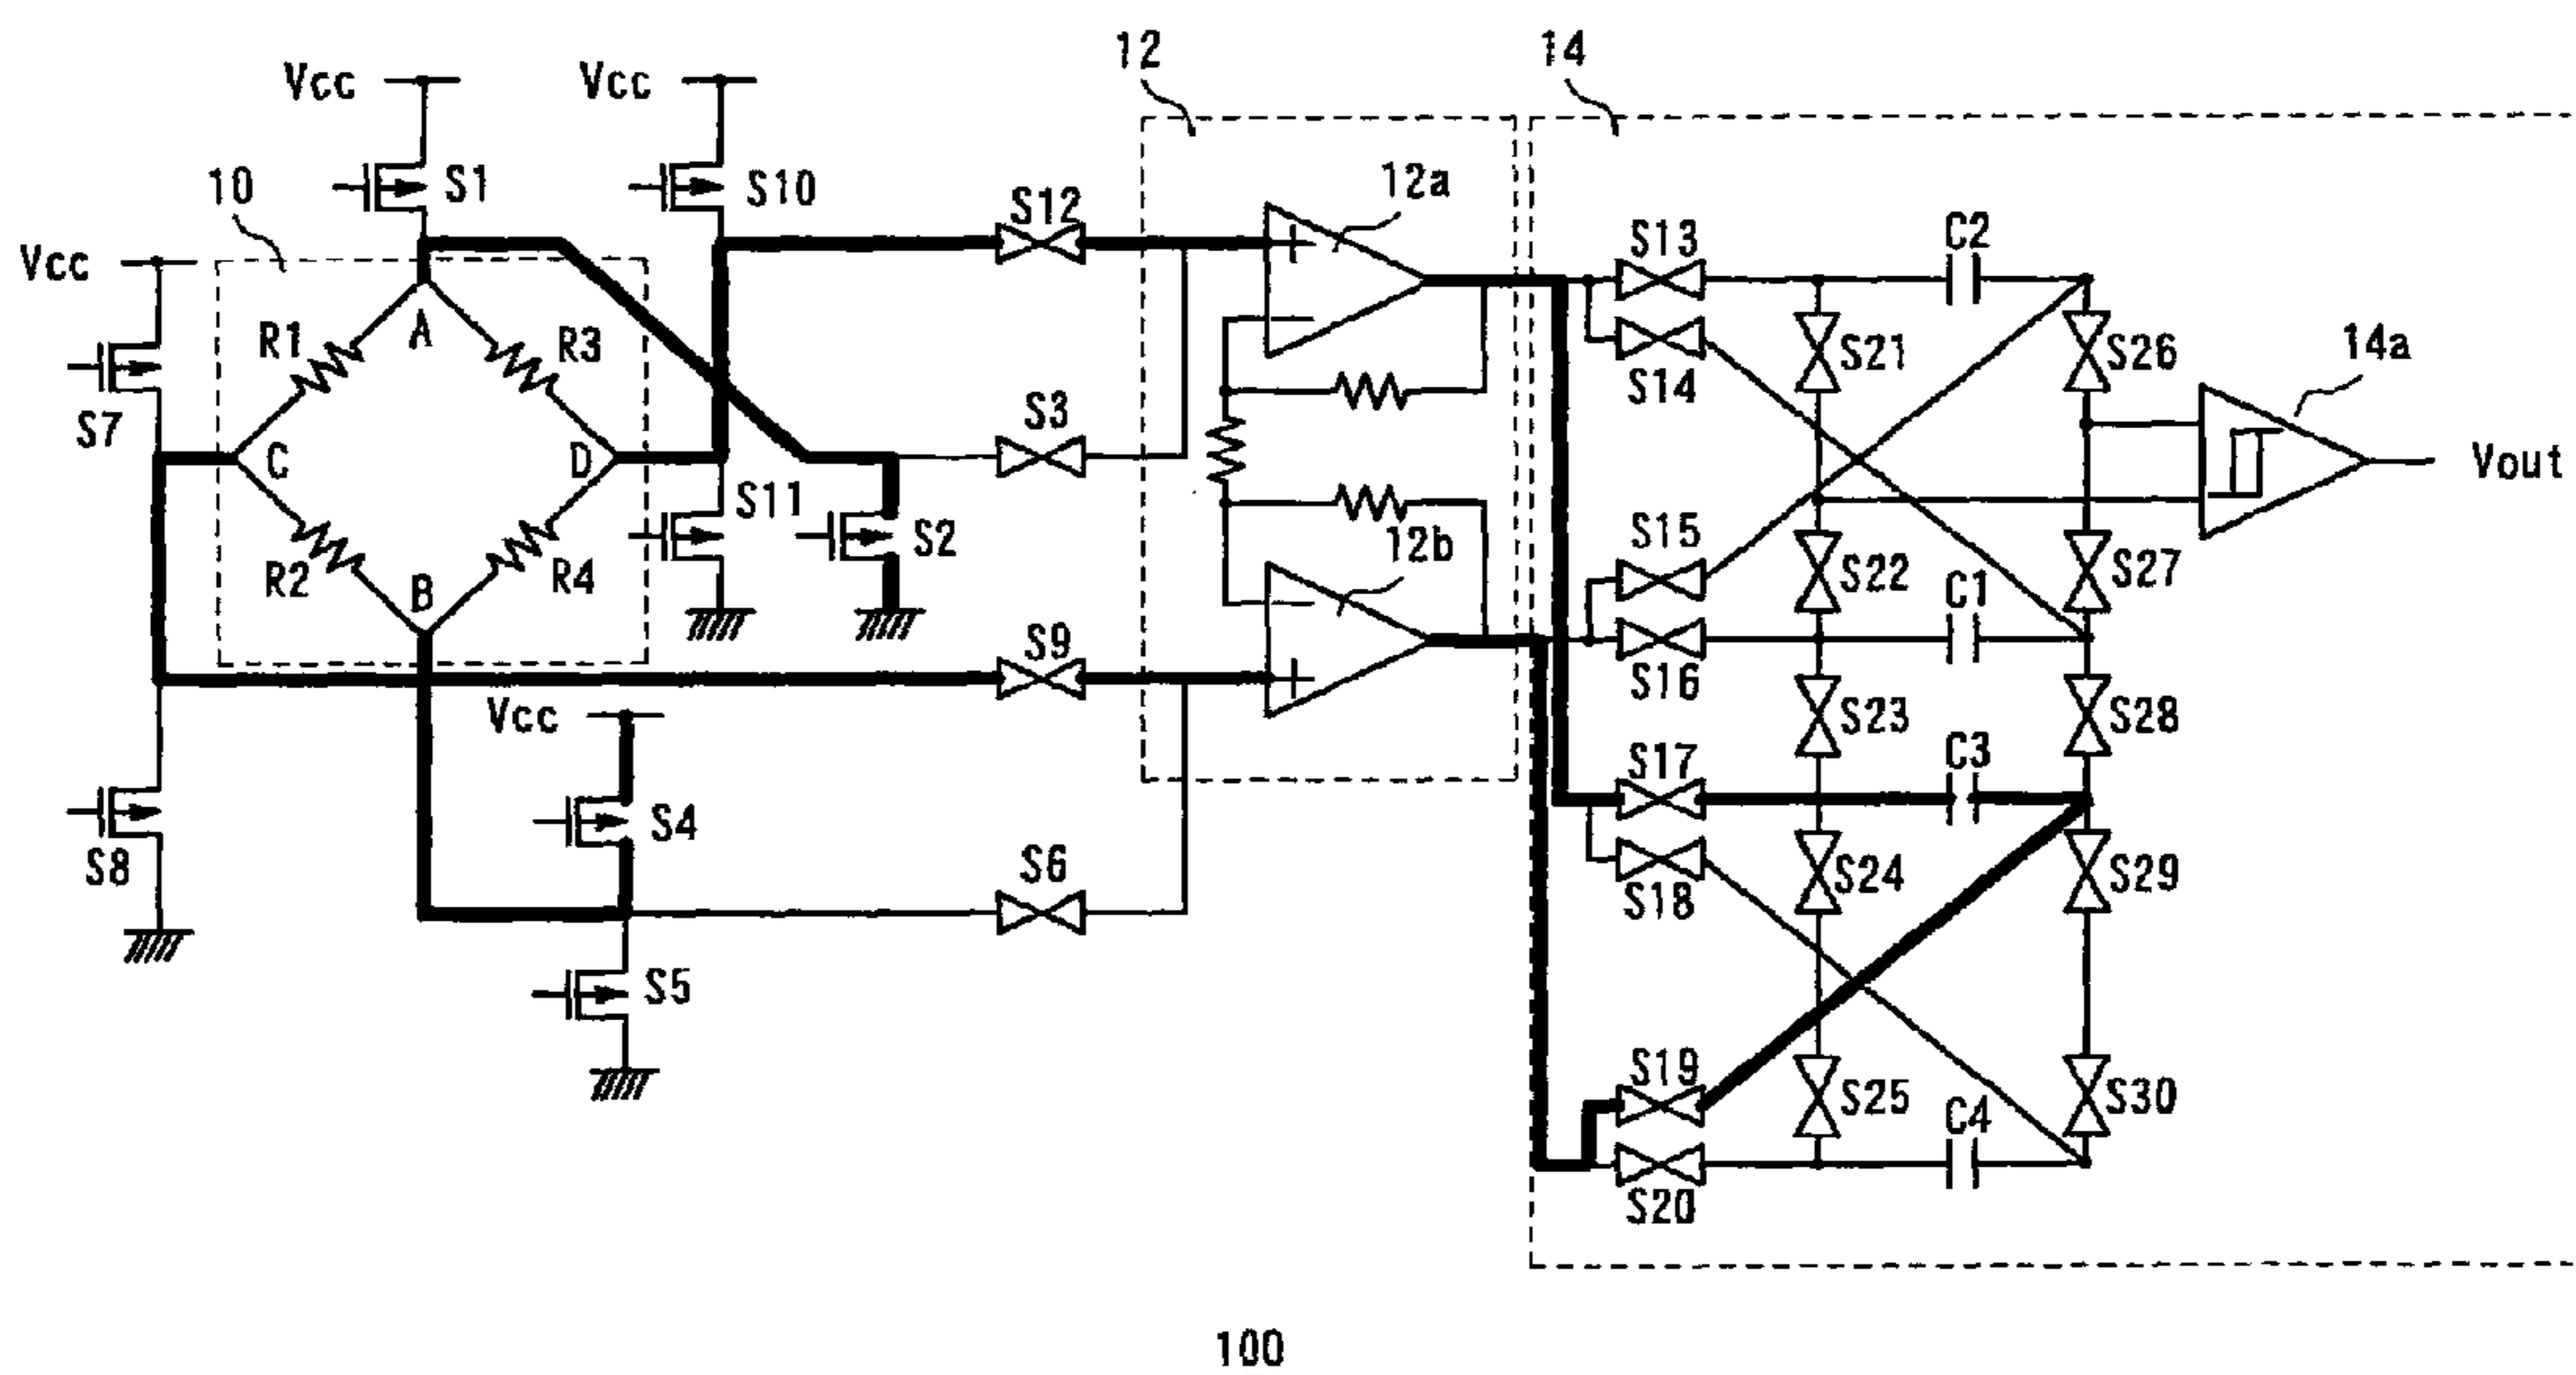 12
14
Vcc
Vcc
12a
10
S1
S10
S12
S13
C2
Vcc
A
R1
R3
S21
S26
14a
S14
S7
S3
C
D
Vout
S11
S2
S15
12b
R2
B
R4
S22
S27
C1
S9
S16
Vcc
S23
S28
S17
C3
S4
S8
S6
S24
S29
S18
S5
S19
S25
S30
C4
S20
100